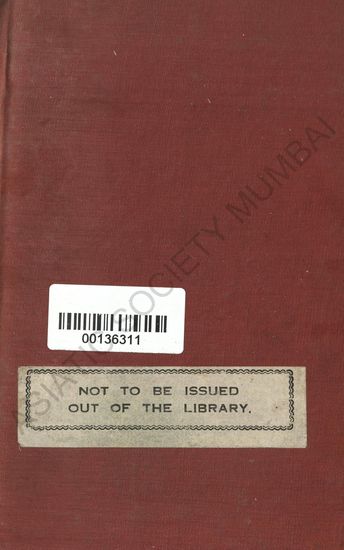 ASIATIC SOCIETY MUMBAI
00136311
NOT TO BE ISSUED
OUT OF THE LIBRARY.